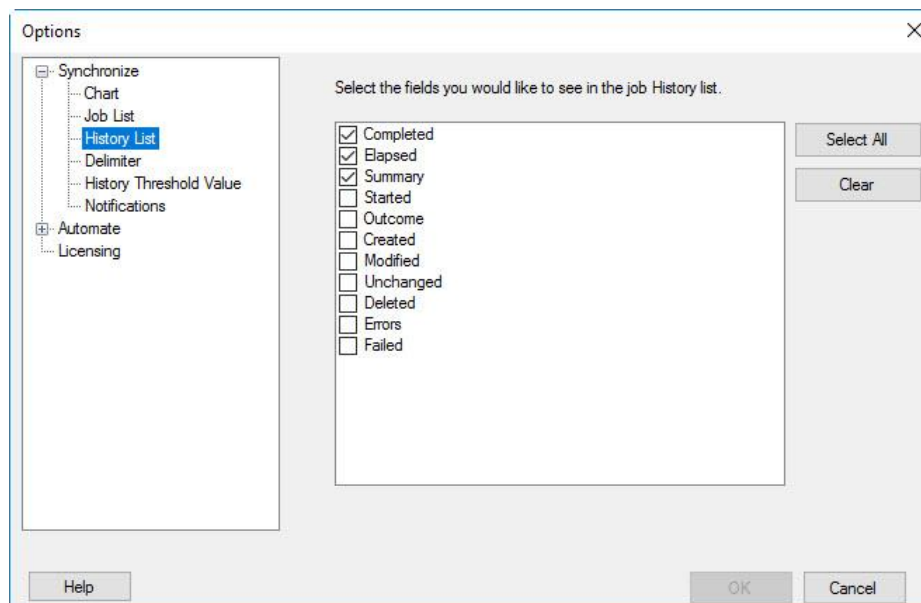 Options
Synchronize
Chart
Job List
History List
Delimiter
History Threshold Value
Notifications
Automate
Licensing
Select the fields you would like to see in the job History list.
Completed
Elapsed
Summary
Started
Outcome
Created
Modified
Unchanged
Deleted
Errors
Failed
Select All
Clear
Help
OK
Cancel